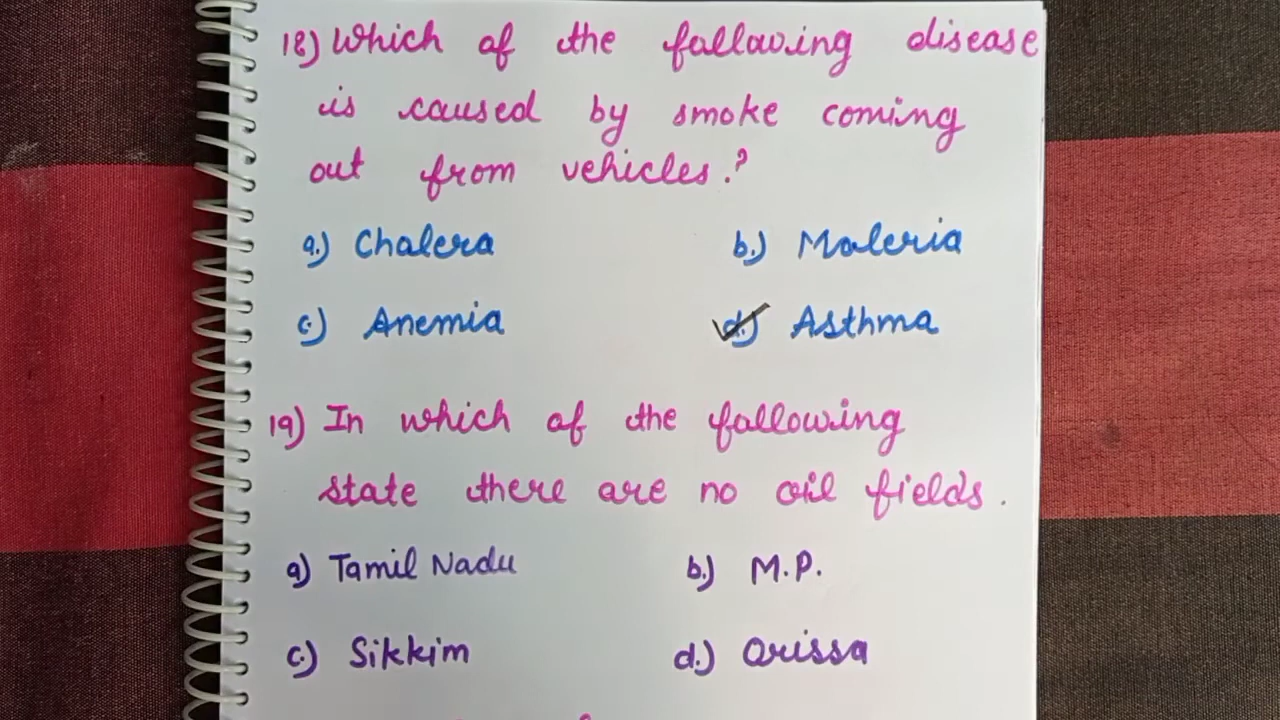 18) Which of the fallowing disease
is caused by smoke coming
out from vehicles.?
a.) Chalera
b.) Maleria
c.) Anemia
d.) Asthma
19) In which of the fallowing
state there are no oil fields.
a) Tamil Nadu
b.) M.P.
c.) Sikkim
d.) Orissa